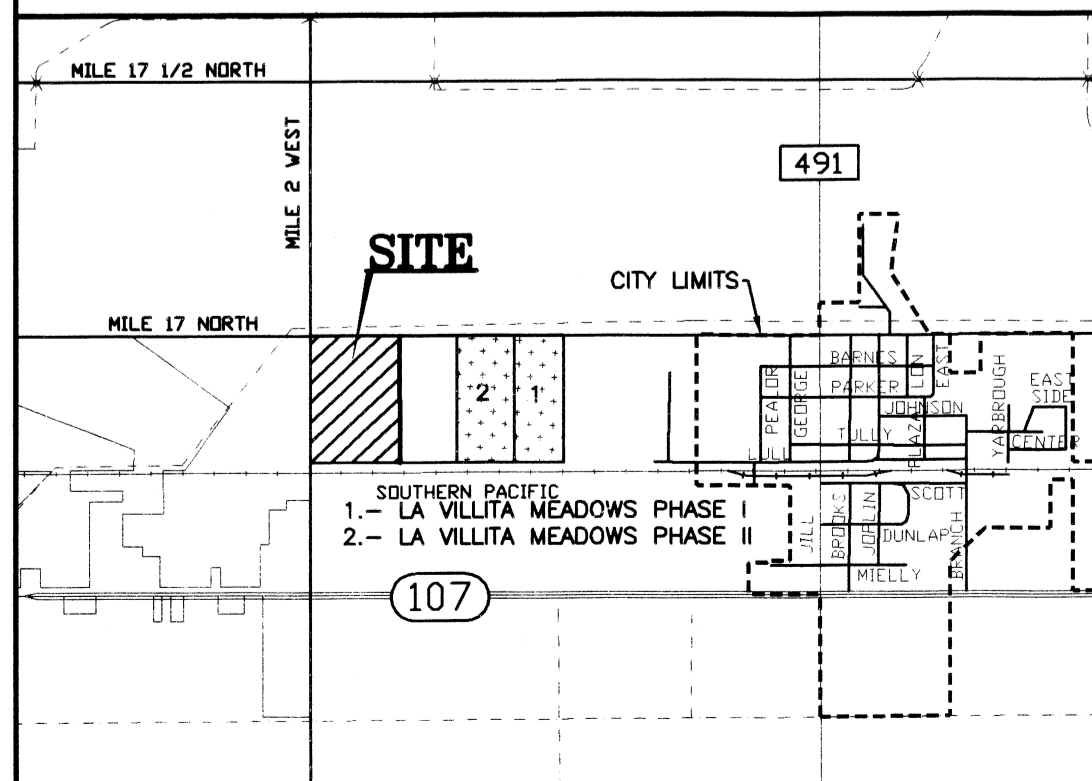 MILE 17 1/2 NORTH
MILE 2 WEST
491
SITE
CITY LIMITS
MILE 17 NORTH
BARNES
PEALOR
GEORGE
PARKER
LON
EAST
JOHNSON
TULLY
PLAZA
YARBROUGH
EAST
SIDE
CENTER
2
1
SOUTHERN PACIFIC
1.- LA VILLITA MEADOWS PHASE I
2.- LA VILLITA MEADOWS PHASE II
SCOTT
JILL
BROOKS
JOPLIN
DUNLAP
BRANCH
MIELLY
107